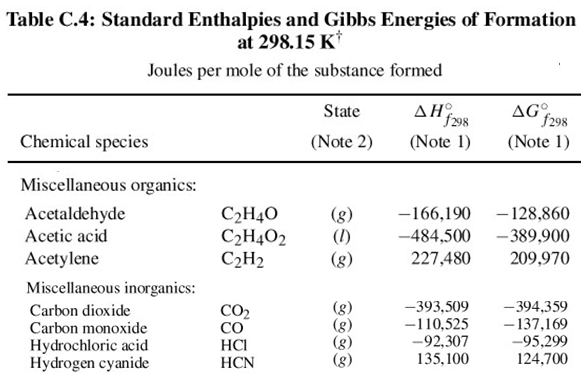 Table C.4: Standard Enthalpies and Gibbs Energies of Formation
at 298.15 K†
Joules per mole of the substance formed
State ΔH°f298 ΔG°f298
Chemical species (Note 2) (Note 1) (Note 1)
Miscellaneous organics:
Acetaldehyde C2H4O (g) −166,190 −128,860
Acetic acid C2H4O2 (l) −484,500 −389,900
Acetylene C2H2 (g) 227,480 209,970
Miscellaneous inorganics:
Carbon dioxide CO2 (g) −393,509 −394,359
Carbon monoxide CO (g) −110,525 −137,169
Hydrochloric acid HCl (g) −92,307 −95,299
Hydrogen cyanide HCN (g) 135,100 124,700